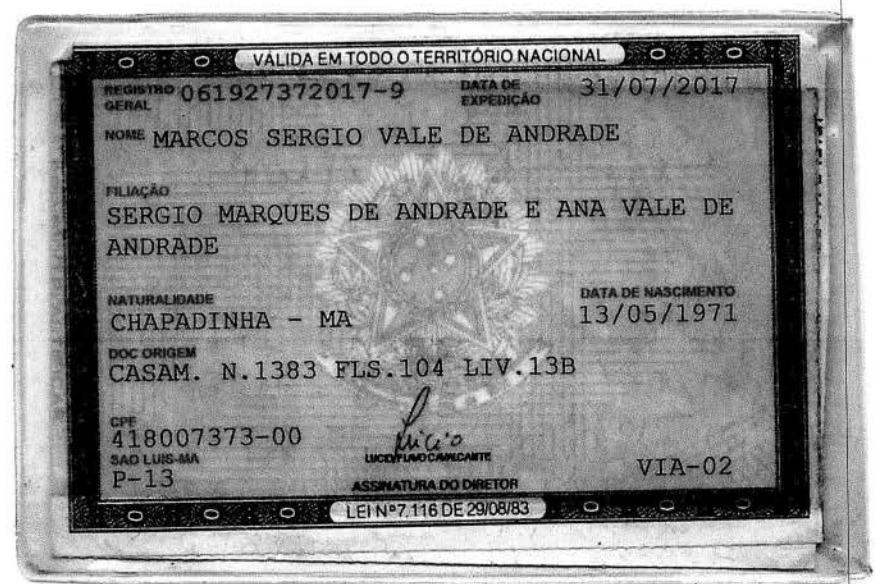 VÁLIDA EM TODO O TERRITÓRIO NACIONAL
REGISTRO GERAL 061927372017-9 DATA DE EXPEDIÇÃO 31/07/2017
NOME MARCOS SERGIO VALE DE ANDRADE
FILIAÇÃO
SERGIO MARQUES DE ANDRADE E ANA VALE DE
ANDRADE
NATURALIDADE DATA DE NASCIMENTO
CHAPADINHA - MA 13/05/1971
DOC ORIGEM
CASAM. N.1383 FLS.104 LIV.13B
CPF
418007373-00
SAO LUIS-MA
P-13 VIA-02
ASSINATURA DO DIRETOR
LEI Nº 7.116 DE 29/08/83